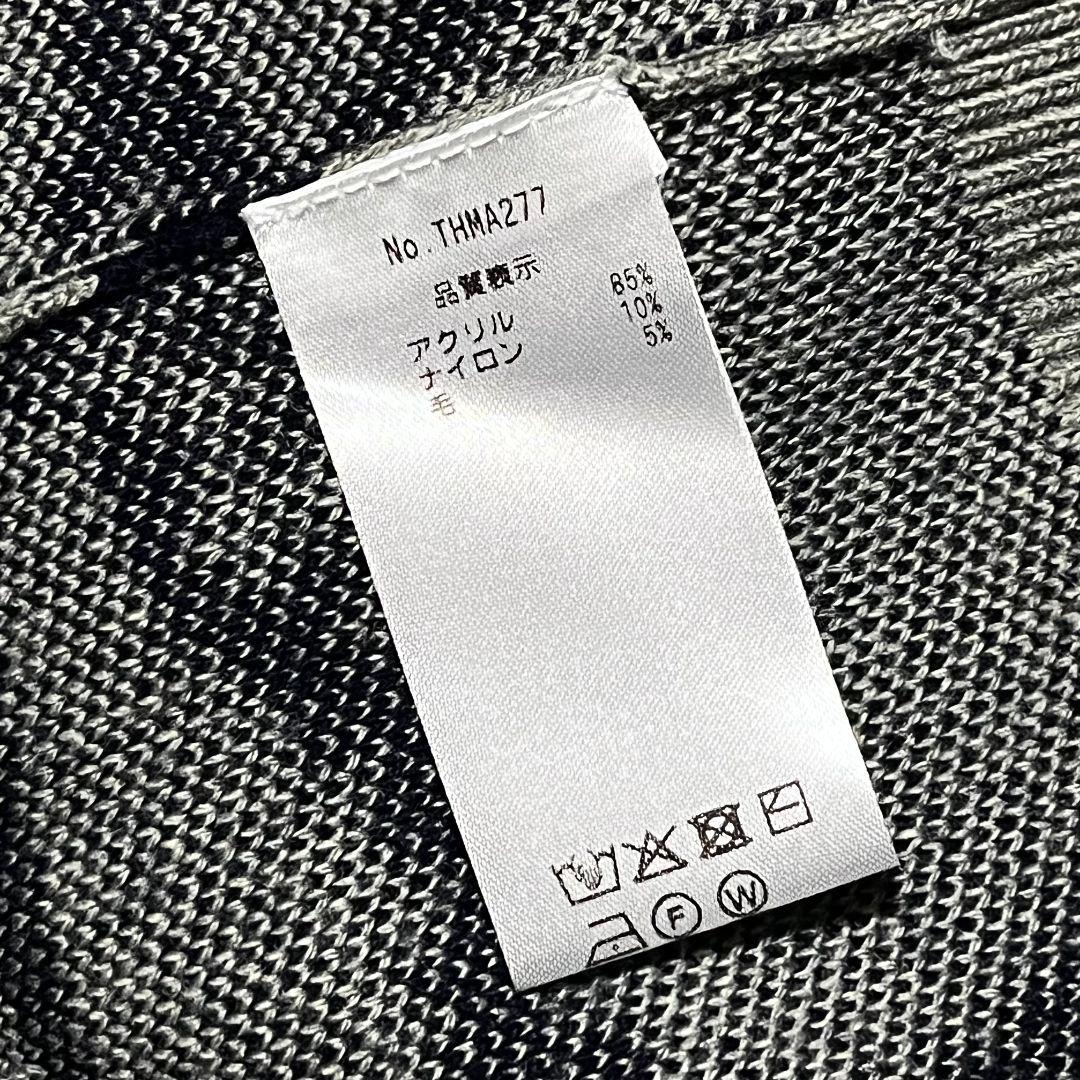 No.THMA277
品質表示
アクリル 85%
ナイロン 10%
毛 5%
F W